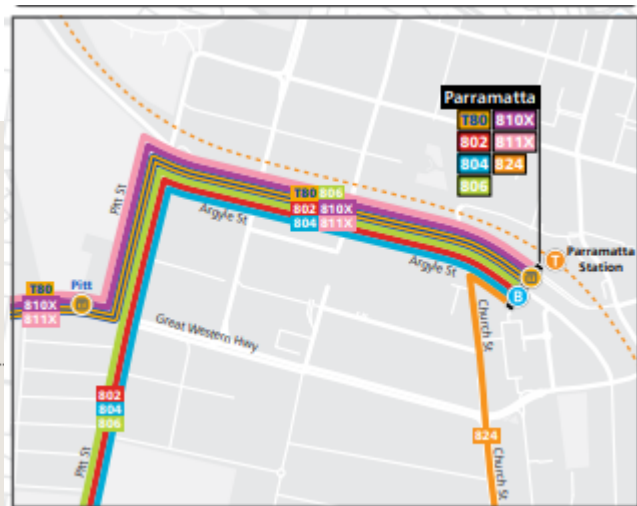 Parramatta
T80 810X
802 811X
804 824
806
Pitt St
T80 806
802 810X
804 811X
Argyle St
Argyle St
T
Parramatta
Station
B
T80
Pitt
810X
811X
Church St
Great Western Hwy
802
804
806
824
Pitt St
Church St